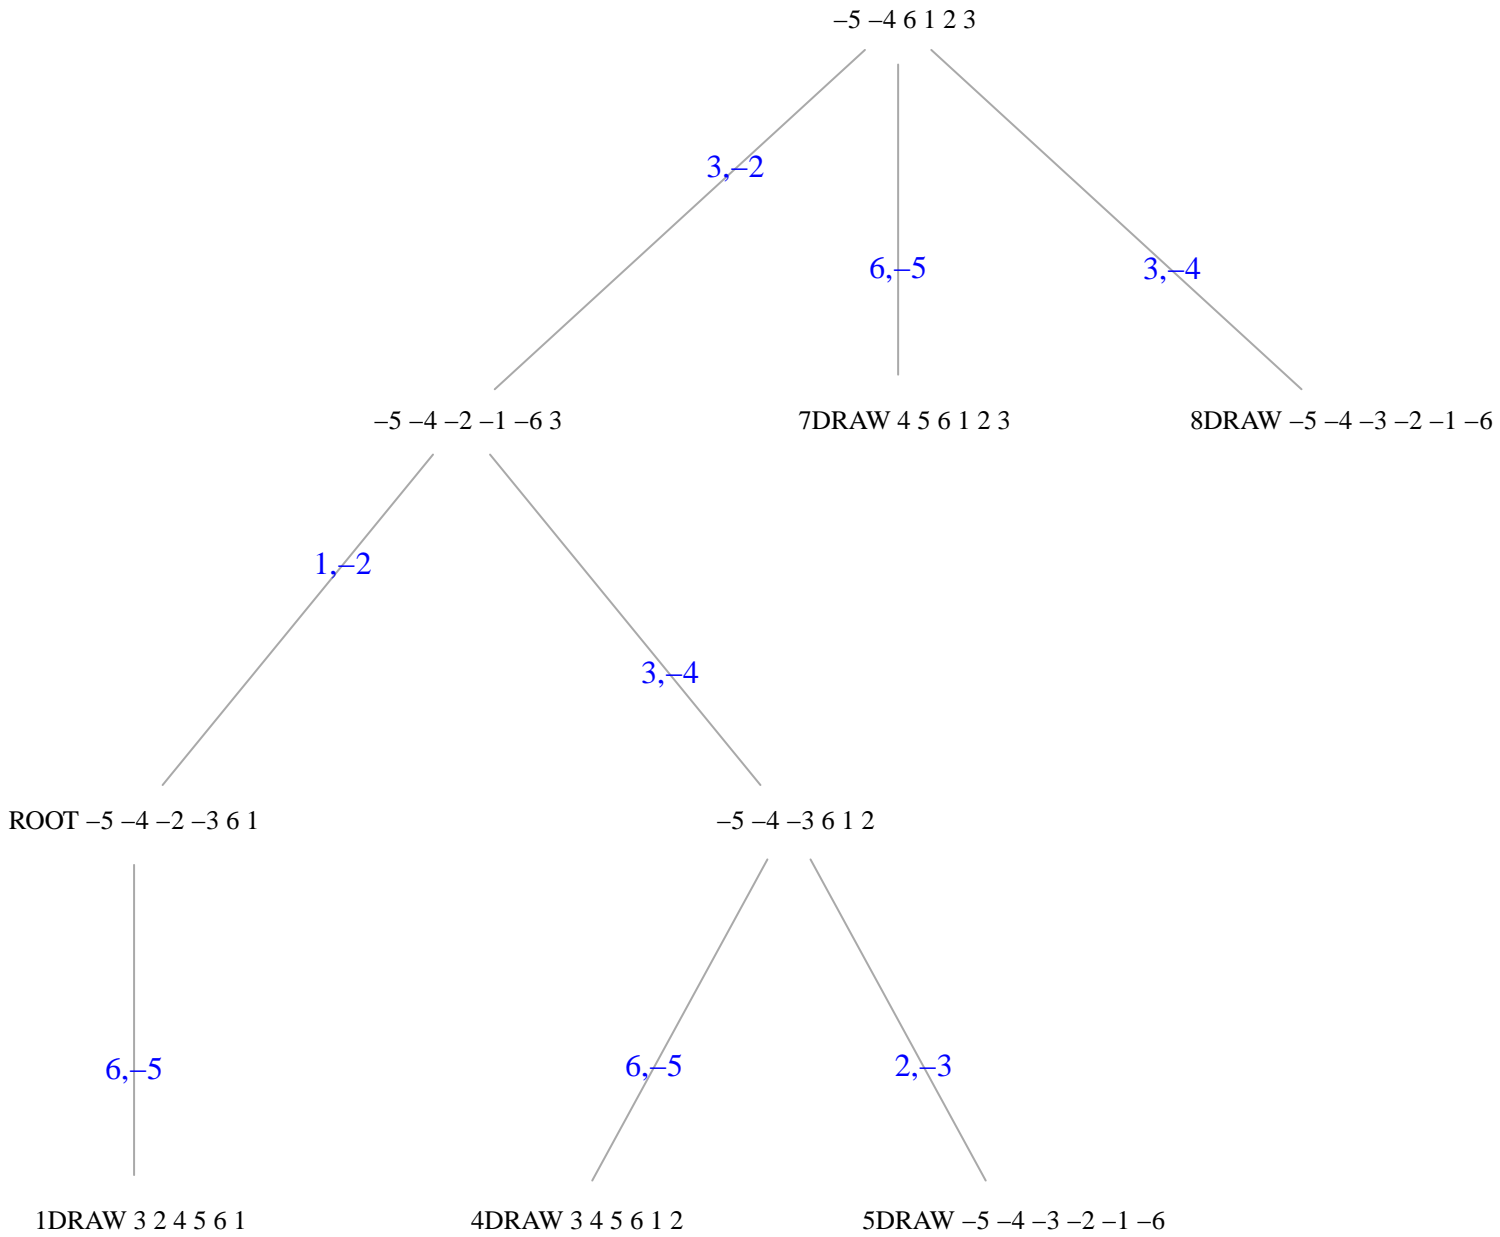 –5 –4 6 1 2 3
3,–2
6,–5
3,–4
–5 –4 –2 –1 –6 3
7DRAW 4 5 6 1 2 3
8DRAW –5 –4 –3 –2 –1 –6
1,–2
3,–4
ROOT –5 –4 –2 –3 6 1
–5 –4 –3 6 1 2
6,–5
6,–5
2,–3
1DRAW 3 2 4 5 6 1
4DRAW 3 4 5 6 1 2
5DRAW –5 –4 –3 –2 –1 –6